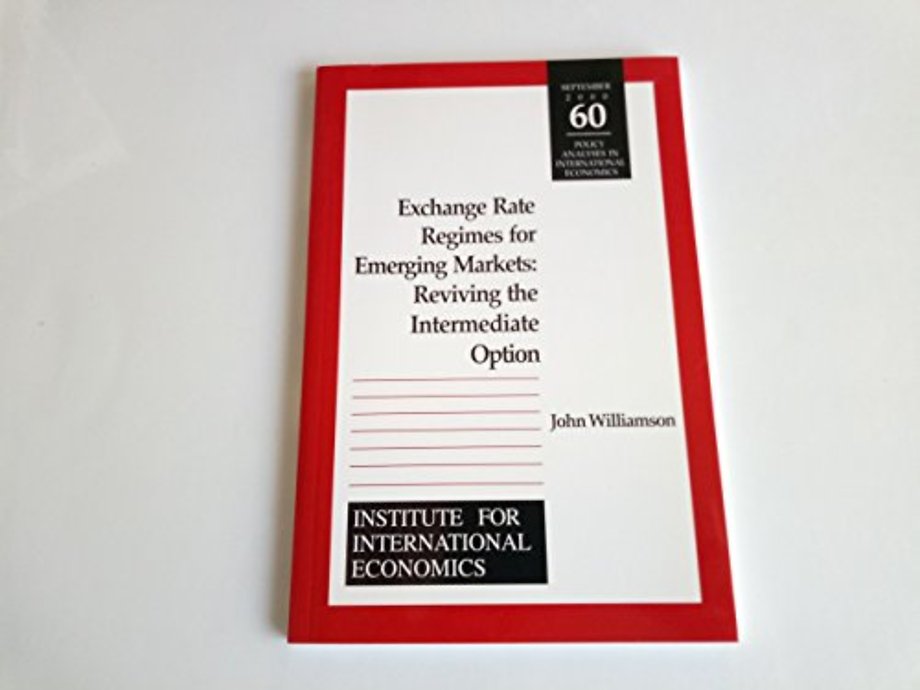 SEPTEMBER
2000
60
POLICY
ANALYSES IN
INTERNATIONAL
ECONOMICS
Exchange Rate
Regimes for
Emerging Markets:
Reviving the
Intermediate
Option
John Williamson
INSTITUTE FOR
INTERNATIONAL
ECONOMICS